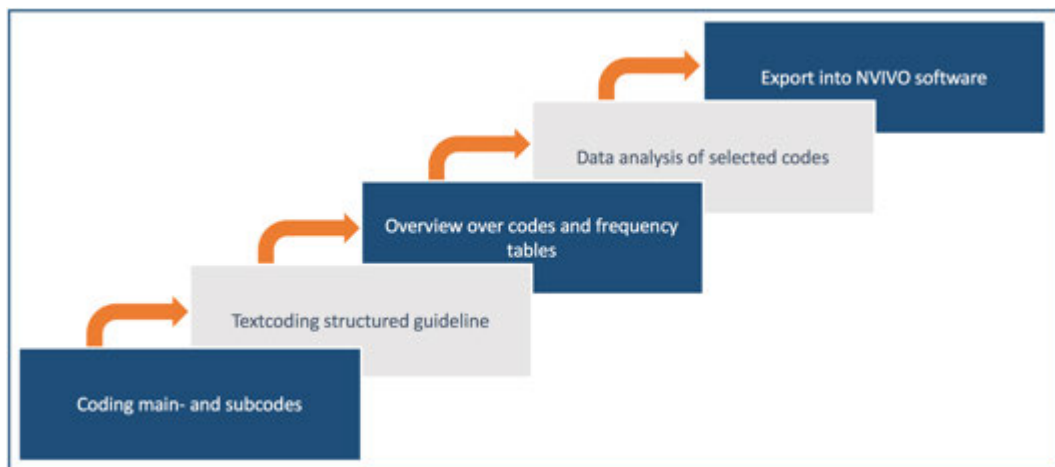 Export into NVIVO software
Data analysis of selected codes
Overview over codes and frequency
tables
Textcoding structured guideline
Coding main- and subcodes